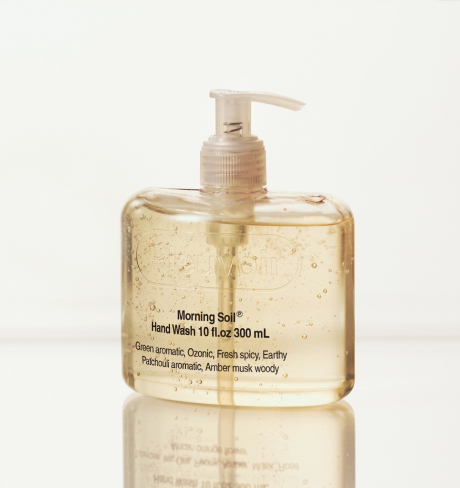 Morning Soil®
Hand Wash 10 fl.oz 300 mL
Green aromatic, Ozonic, Fresh spicy, Earthy
Patchouli aromatic, Amber musk woody